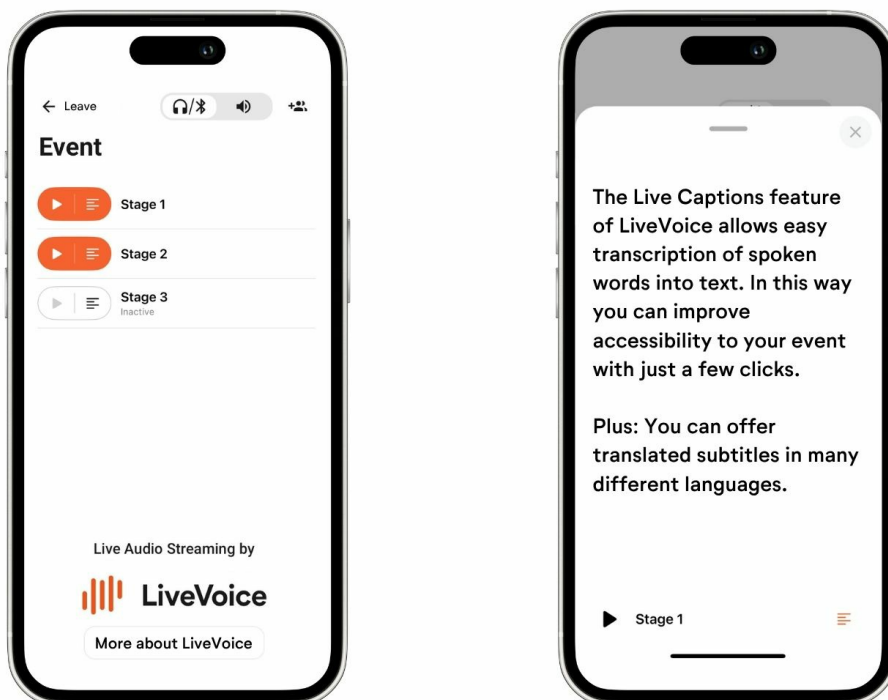 Leave
Event
Stage 1
Stage 2
Stage 3
Inactive
Live Audio Streaming by
LiveVoice
More about LiveVoice
The Live Captions feature
of LiveVoice allows easy
transcription of spoken
words into text. In this way
you can improve
accessibility to your event
with just a few clicks.
Plus: You can offer
translated subtitles in many
different languages.
Stage 1